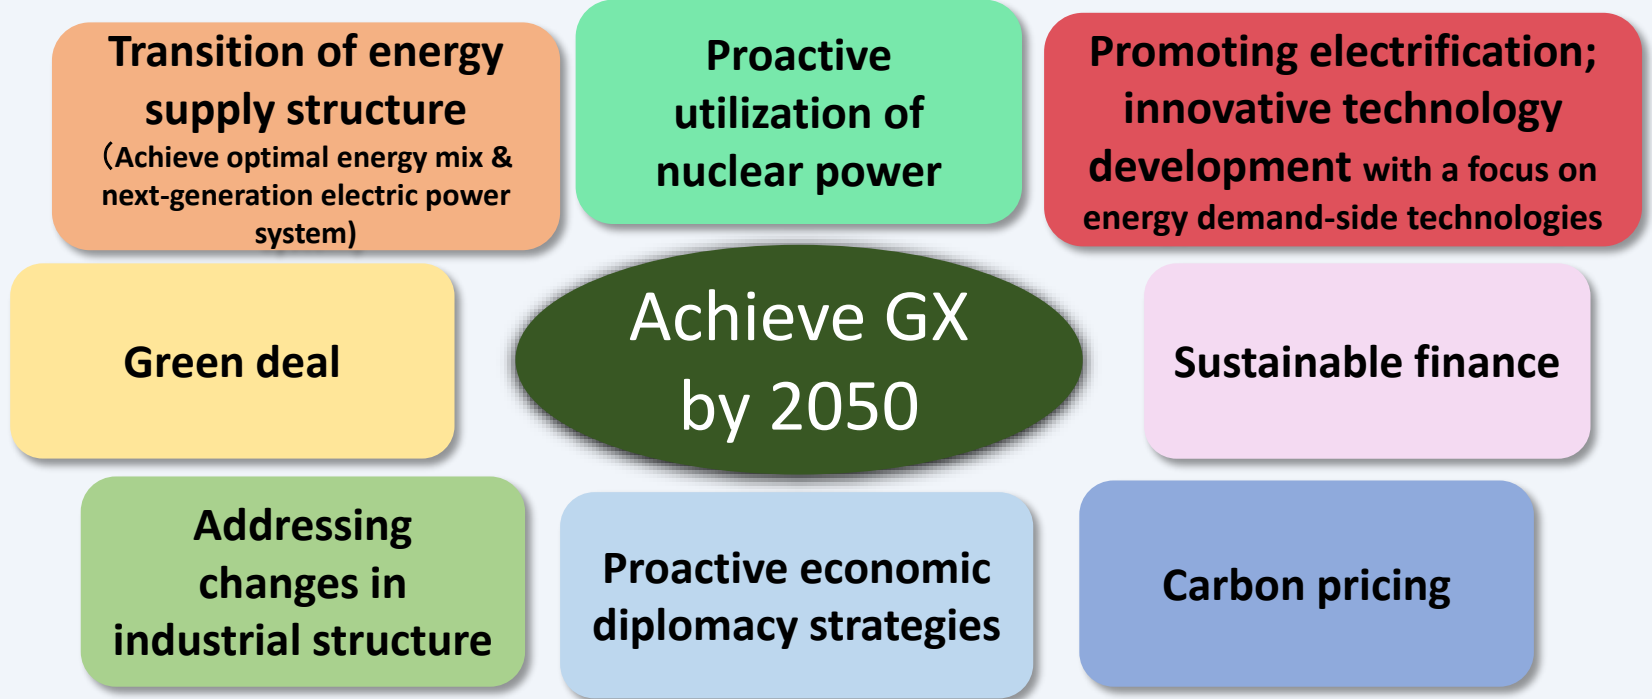 Transition of energy
supply structure
（Achieve optimal energy mix &
next-generation electric power
system)
Proactive
utilization of
nuclear power
Promoting electrification;
innovative technology
development with a focus on
energy demand-side technologies
Green deal
Achieve GX
by 2050
Sustainable finance
Addressing
changes in
industrial structure
Proactive economic
diplomacy strategies
Carbon pricing